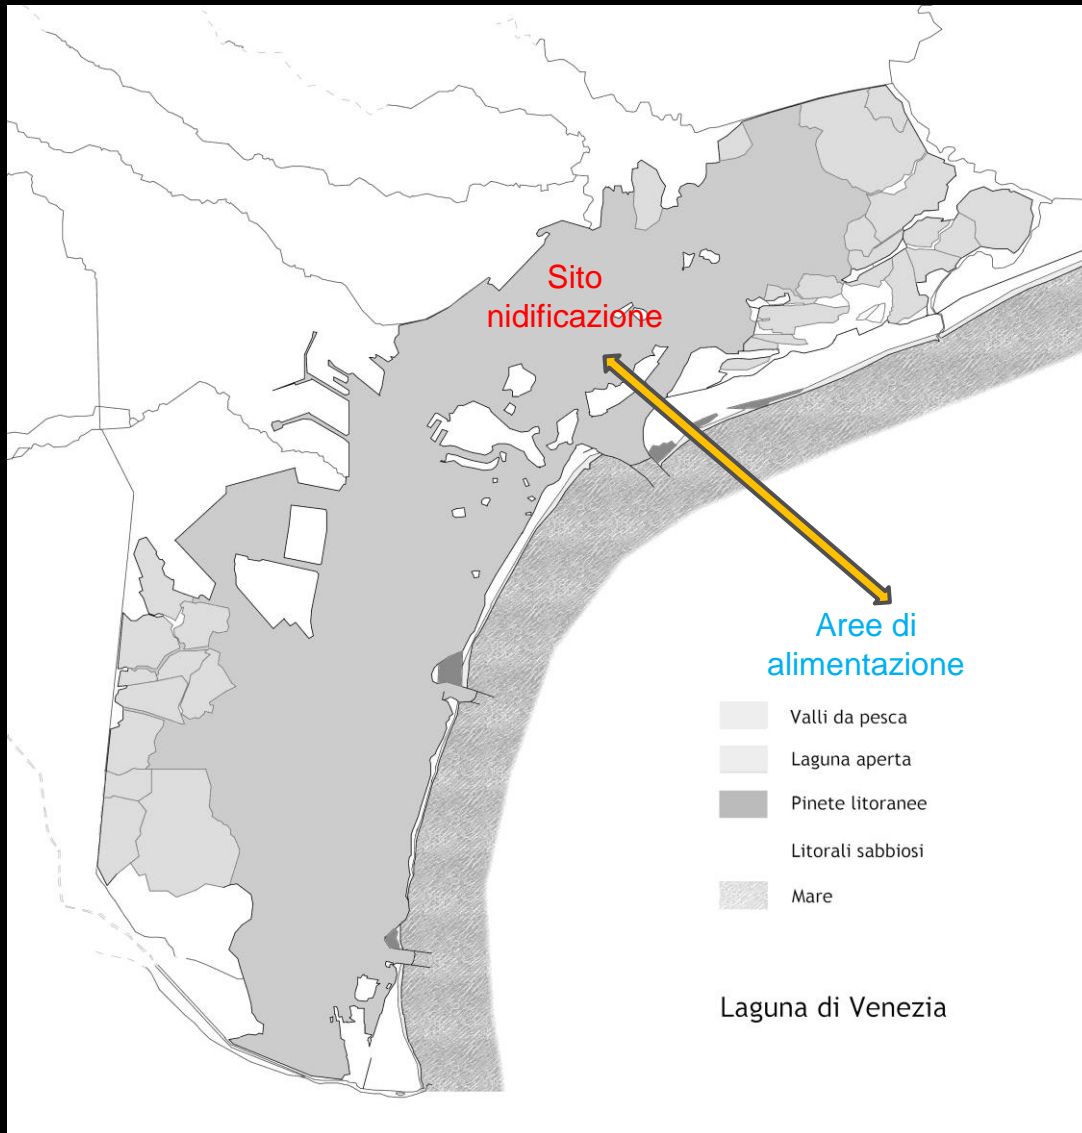 Sito
nidificazione
Aree di
alimentazione
Valli da pesca
Laguna aperta
Pinete litoranee
Litorali sabbiosi
Mare
Laguna di Venezia